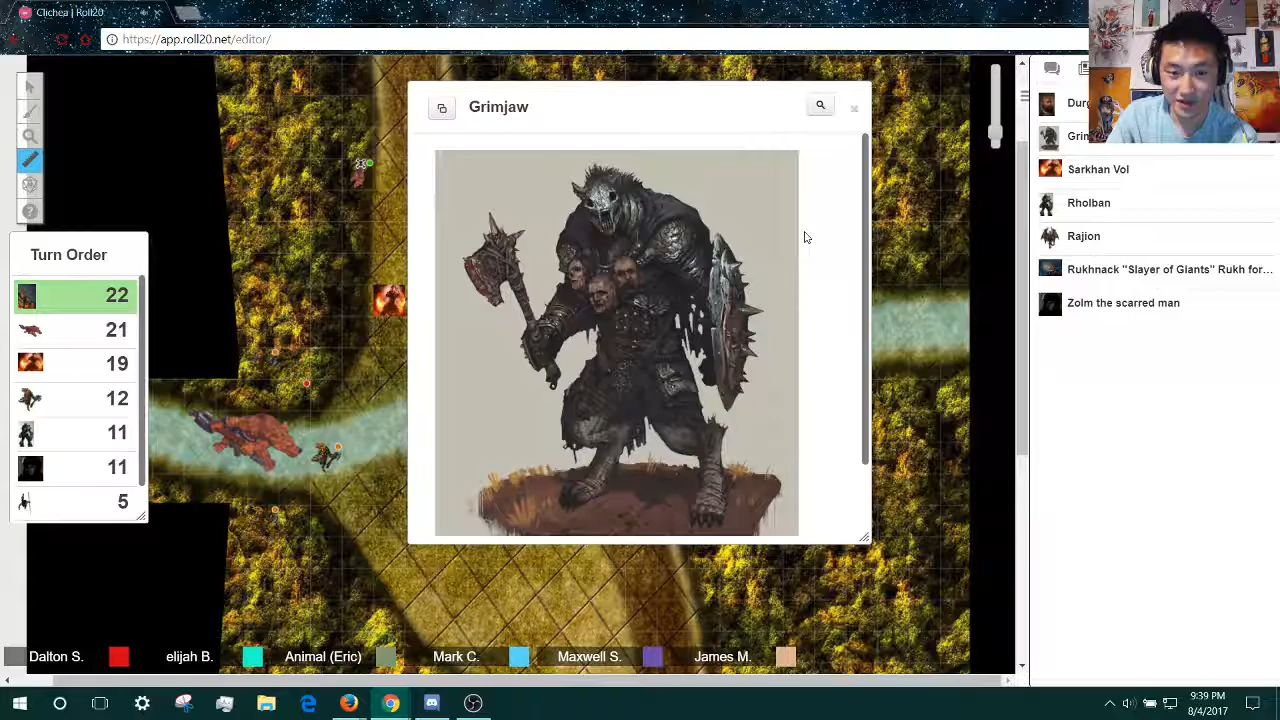 Clichea | Roll20
https://app.roll20.net/editor/
Grimjaw
Durg
Grim
Sarkhan Vol
Rholban
Rajion
Rukhnack "Slayer of Giants" Rukh for...
Zolm the scarred man
Turn Order
22
21
19
12
11
11
5
Dalton S.
elijah B.
Animal (Eric)
Mark C.
Maxwell S.
James M.
9:39 PM
8/4/2017